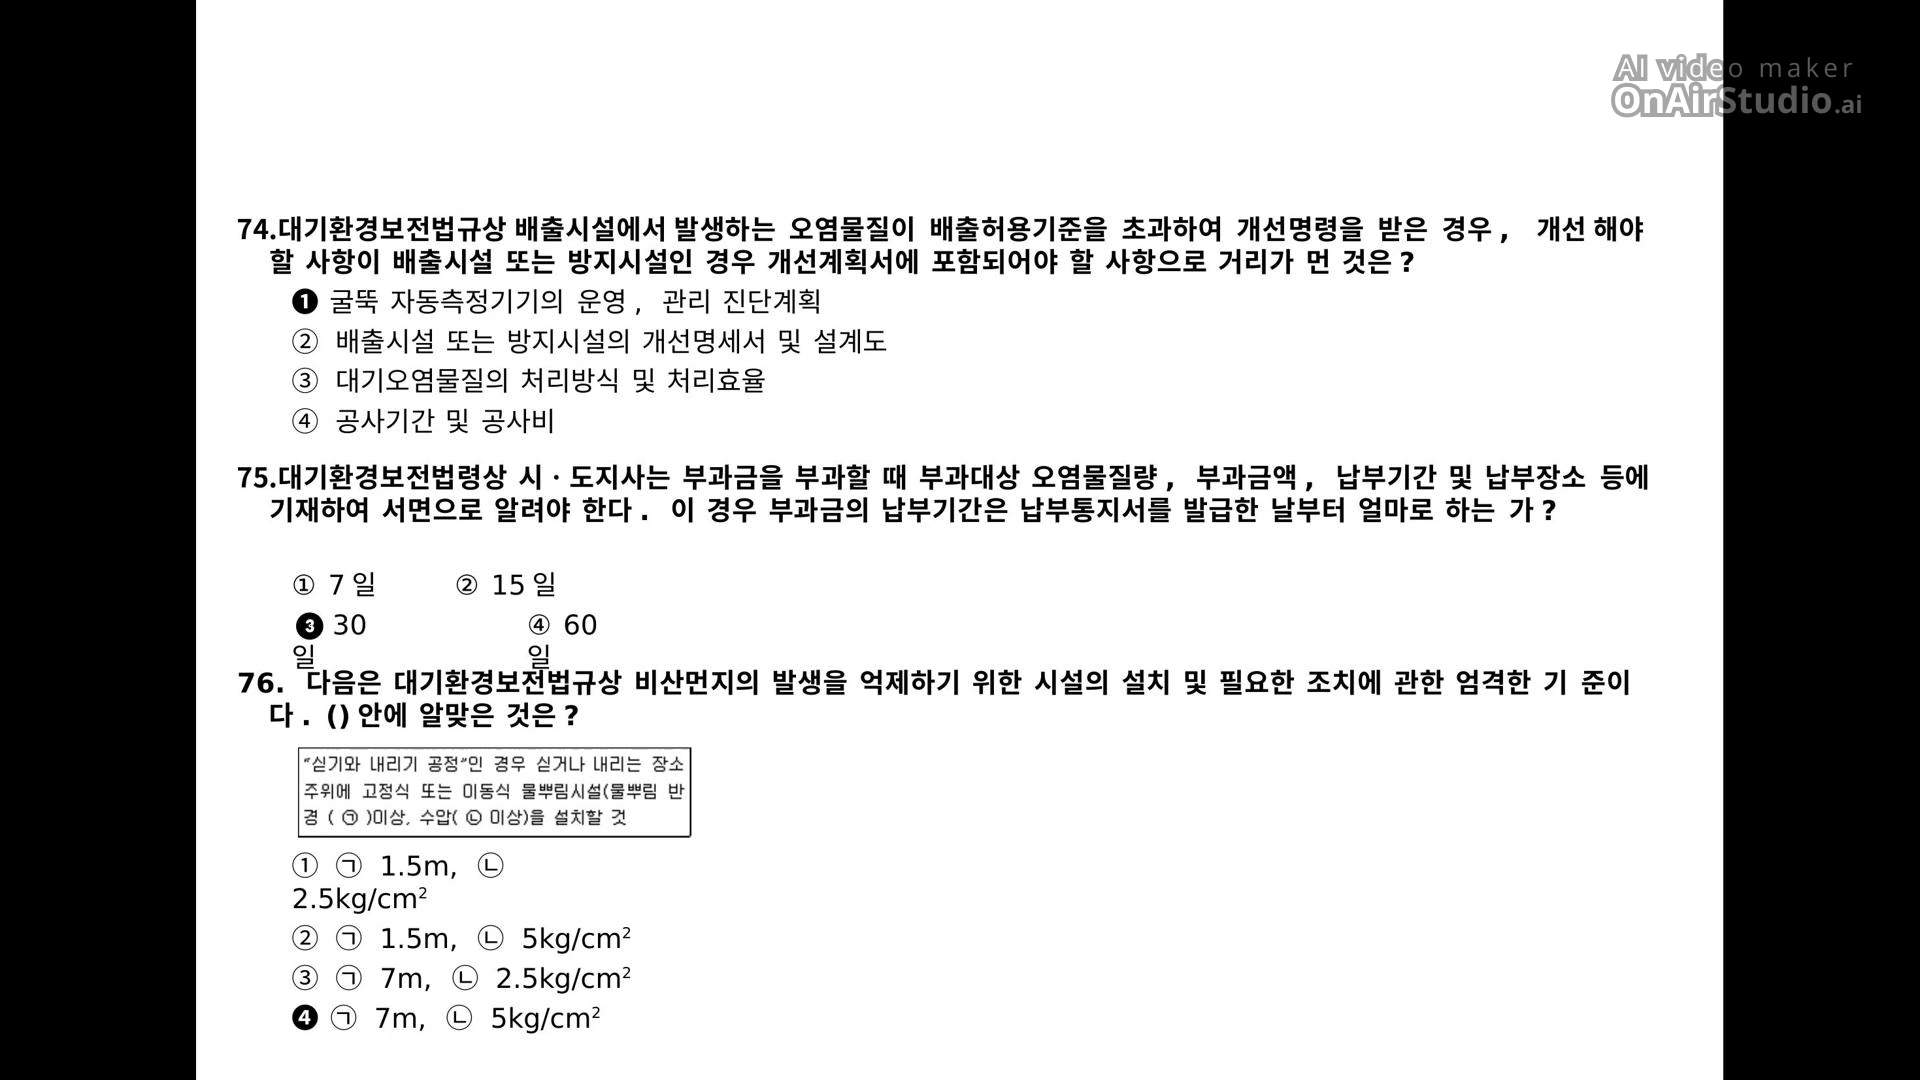 AI video maker
OnAirStudio.ai
74.대기환경보전법규상 배출시설에서 발생하는 오염물질이 배출허용기준을 초과하여 개선명령을 받은 경우, 개선 해야
할 사항이 배출시설 또는 방지시설인 경우 개선계획서에 포함되어야 할 사항으로 거리가 먼 것은?
❶ 굴뚝 자동측정기기의 운영, 관리 진단계획
② 배출시설 또는 방지시설의 개선명세서 및 설계도
③ 대기오염물질의 처리방식 및 처리효율
④ 공사기간 및 공사비
75.대기환경보전법령상 시·도지사는 부과금을 부과할 때 부과대상 오염물질량, 부과금액, 납부기간 및 납부장소 등에
기재하여 서면으로 알려야 한다. 이 경우 부과금의 납부기간은 납부통지서를 발급한 날부터 얼마로 하는 가?
① 7일 ② 15일
❸ 30 ④ 60
일 일
76. 다음은 대기환경보전법규상 비산먼지의 발생을 억제하기 위한 시설의 설치 및 필요한 조치에 관한 엄격한 기 준이
다. ()안에 알맞은 것은?
"싣기와 내리기 공정"인 경우 싣거나 내리는 장소
주위에 고정식 또는 이동식 물뿌림시설(물뿌림 반
경 ( ㉠ )이상, 수압( ㉡ 이상)을 설치할 것
① ㉠ 1.5m, ㉡
2.5kg/cm²
② ㉠ 1.5m, ㉡ 5kg/cm²
③ ㉠ 7m, ㉡ 2.5kg/cm²
❹ ㉠ 7m, ㉡ 5kg/cm²